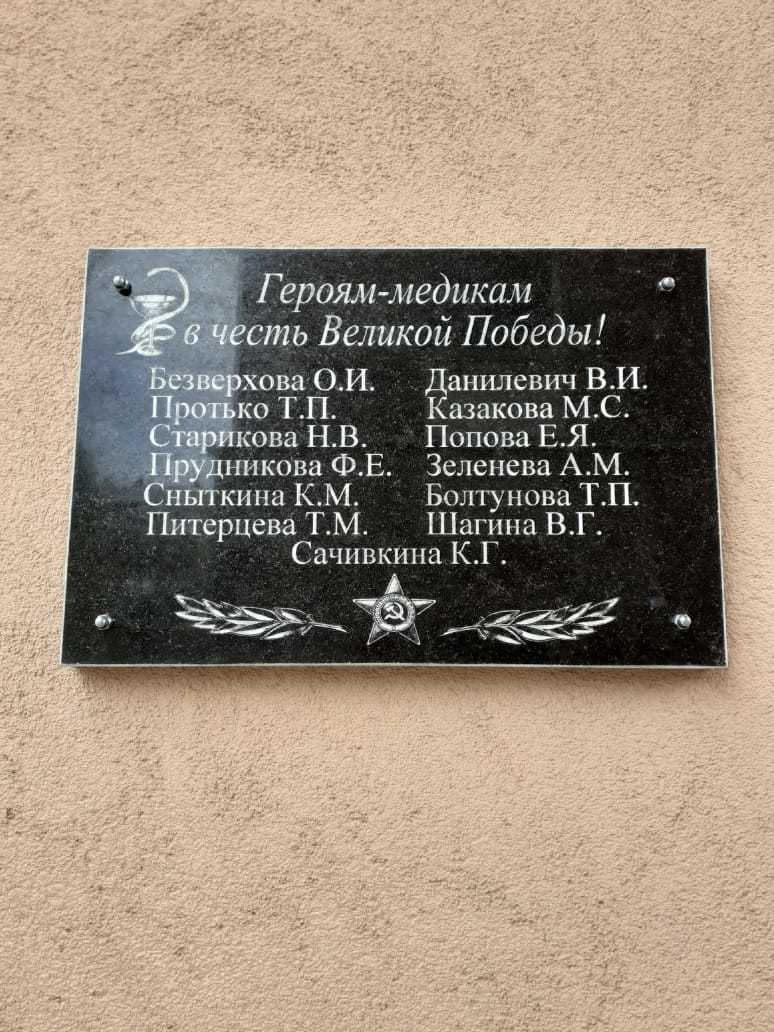 Героям-медикам
в честь Великой Победы!
Безверхова О.И. Данилевич В.И.
Протько Т.П. Казакова М.С.
Старикова Н.В. Попова Е.Я.
Прудникова Ф.Е. Зеленева А.М.
Сныткина К.М. Болтунова Т.П.
Питерцева Т.М. Шагина В.Г.
Сачивкина К.Г.